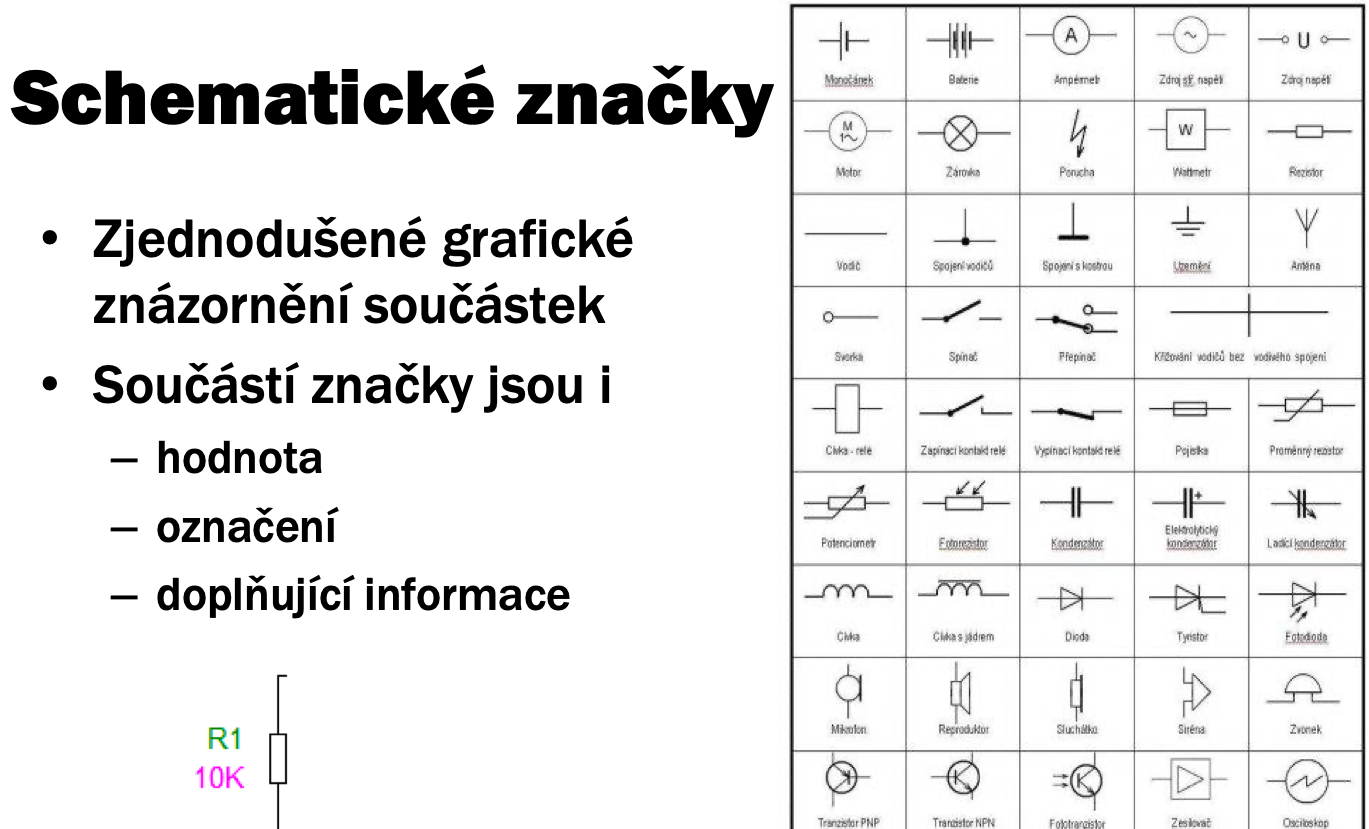 Schematické značky
• Zjednodušené grafické
znázornění součástek
• Součástí značky jsou i
– hodnota
– označení
– doplňující informace
R1
10K
A
U
Monočánek
Baterie
Ampérmetr
Zdroj stř. napětí
Zdroj napětí
M
1~
W
Motor
Žárovka
Porucha
Wattmetr
Rezistor
Vodič
Spojení vodičů
Spojení s kostrou
Uzemění
Anténa
Svorka
Spínač
Přepínač
Křižování vodičů bez vodivého spojení
Cívka - relé
Zapínací kontakt relé
Vypínací kontakt relé
Pojistka
Proměnný rezistor
+
Potenciometr
Fotorezistor
Kondenzátor
Elektrolytický
kondenzátor
Ladící kondenzátor
Cívka
Cívka s jádrem
Dioda
Tyristor
Fotodioda
Mikrofon
Reproduktor
Sluchátko
Siréna
Zvonek
Tranzistor PNP
Tranzistor NPN
Fototranzistor
Zesilovač
Osciloskop